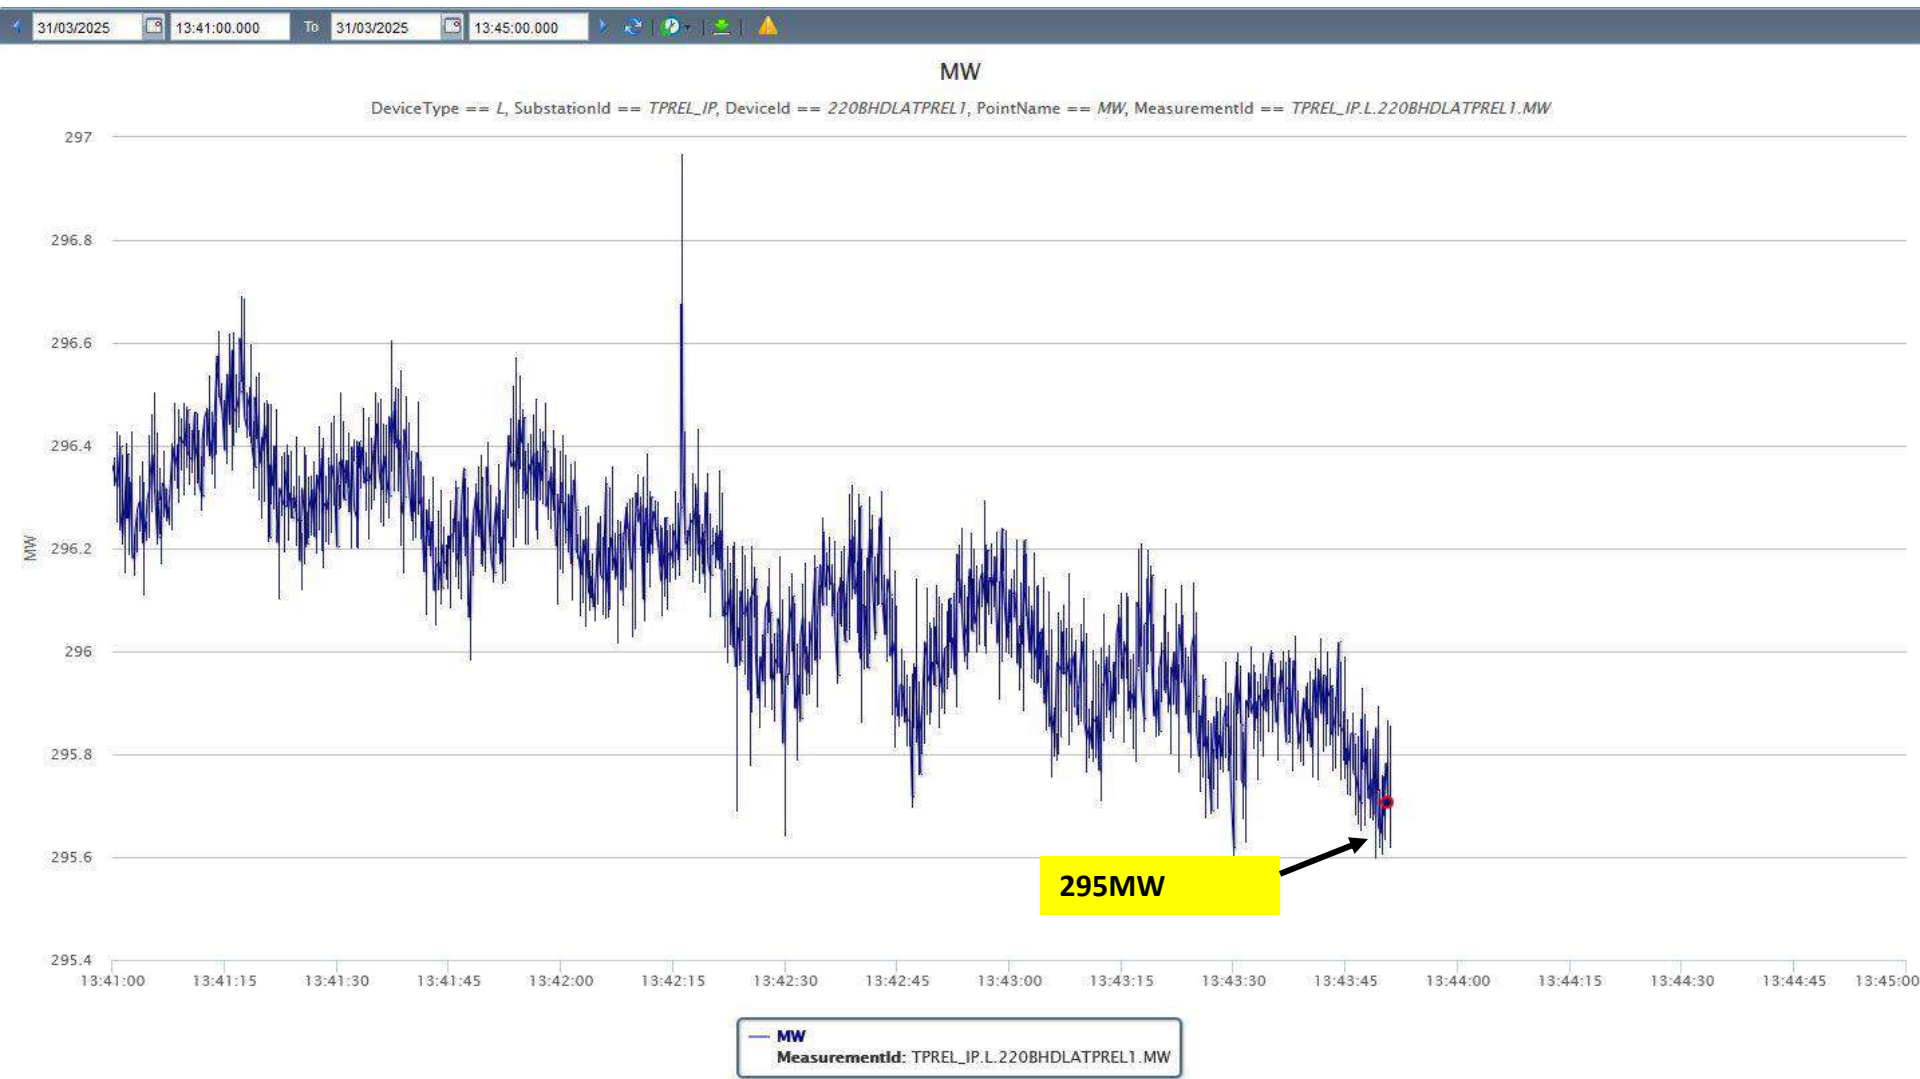 31/03/2025 13:41:00.000 To 31/03/2025 13:45:00.000
MW
DeviceType == L, SubstationId == TPREL_IP, DeviceId == 220BHDLATPREL1, PointName == MW, MeasurementId == TPREL_IP.L.220BHDLATPREL1.MW
297
296.8
296.6
296.4
296.2
296
295.8
295.6
295.4
MW
295MW
13:41:00 13:41:15 13:41:30 13:41:45 13:42:00 13:42:15 13:42:30 13:42:45 13:43:00 13:43:15 13:43:30 13:43:45 13:44:00 13:44:15 13:44:30 13:44:45 13:45:00
MW
MeasurementId: TPREL_IP.L.220BHDLATPREL1.MW